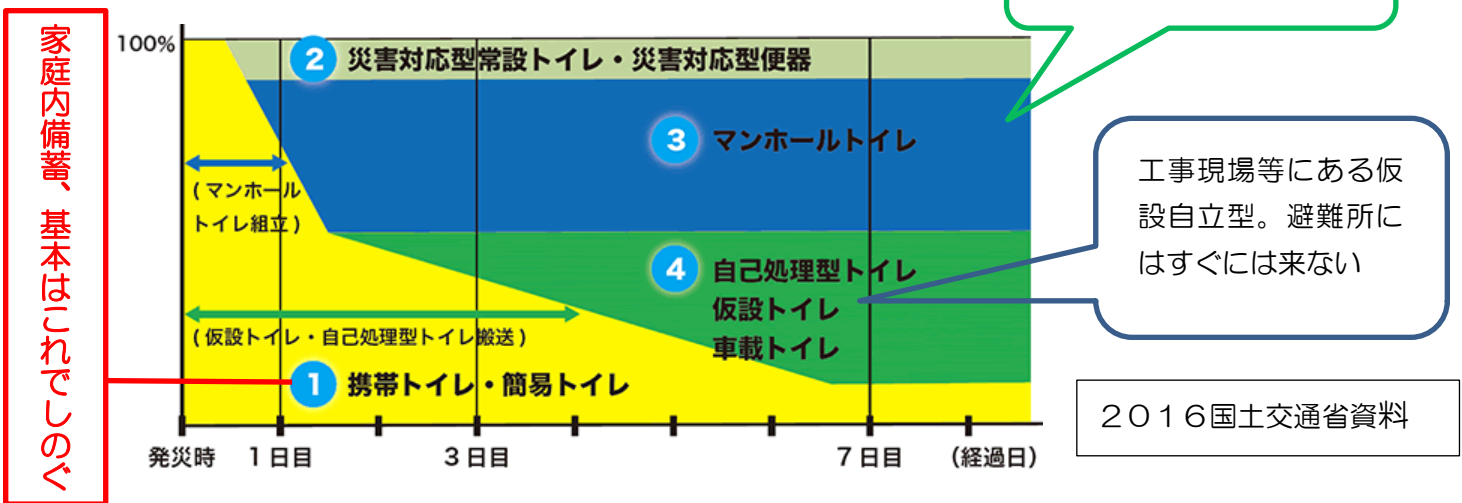 家庭内備蓄、基本はこれでしのぐ
100%
2 災害対応型常設トイレ・災害対応型便器
3 マンホールトイレ
(マンホール
トイレ組立)
4 自己処理型トイレ
仮設トイレ
車載トイレ
(仮設トイレ・自己処理型トイレ搬送)
1 携帯トイレ・簡易トイレ
発災時 1日目 3日目 7日目 (経過日)
工事現場等にある仮
設自立型。避難所に
はすぐには来ない
2016国土交通省資料